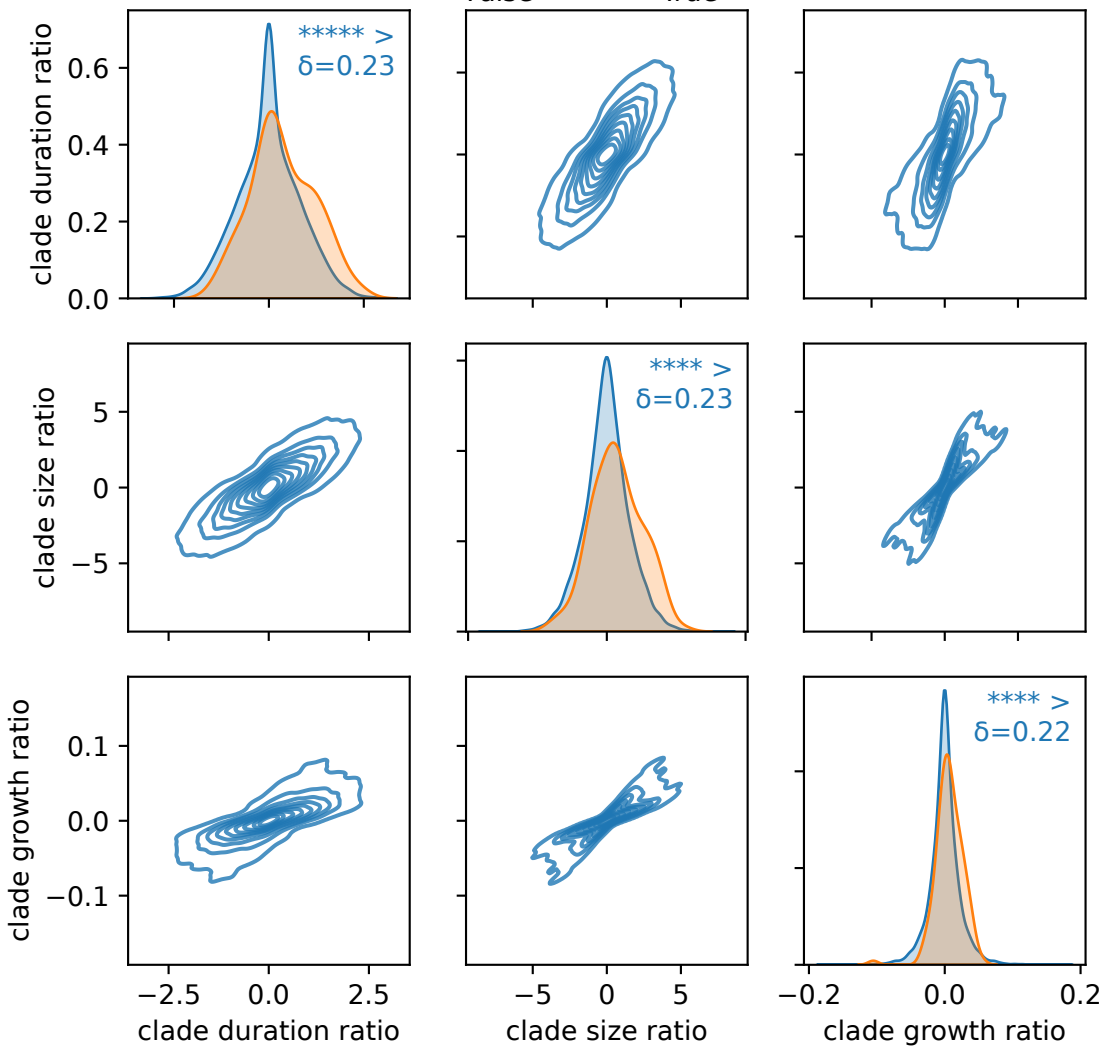 False True
clade duration ratio
0.6
0.4
0.2
0.0
***** >
δ=0.23
clade size ratio
5
0
−5
**** >
δ=0.23
clade growth ratio
0.1
0.0
−0.1
**** >
δ=0.22
−2.5 0.0 2.5
−5 0 5
−0.2 0.0 0.2
clade duration ratio
clade size ratio
clade growth ratio